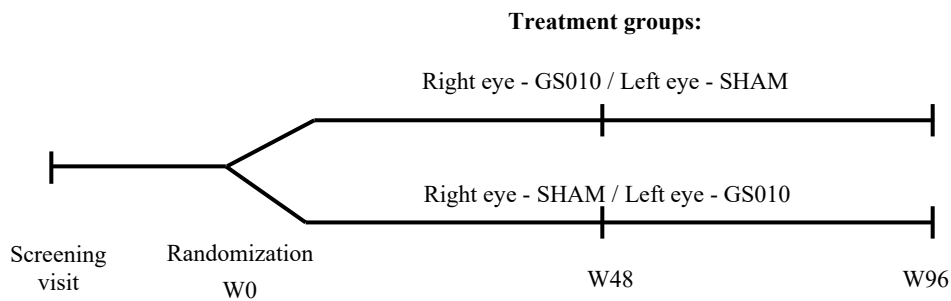 Treatment groups:
Right eye - GS010 / Left eye - SHAM
Right eye - SHAM / Left eye - GS010
Screening
visit
Randomization
W0
W48
W96